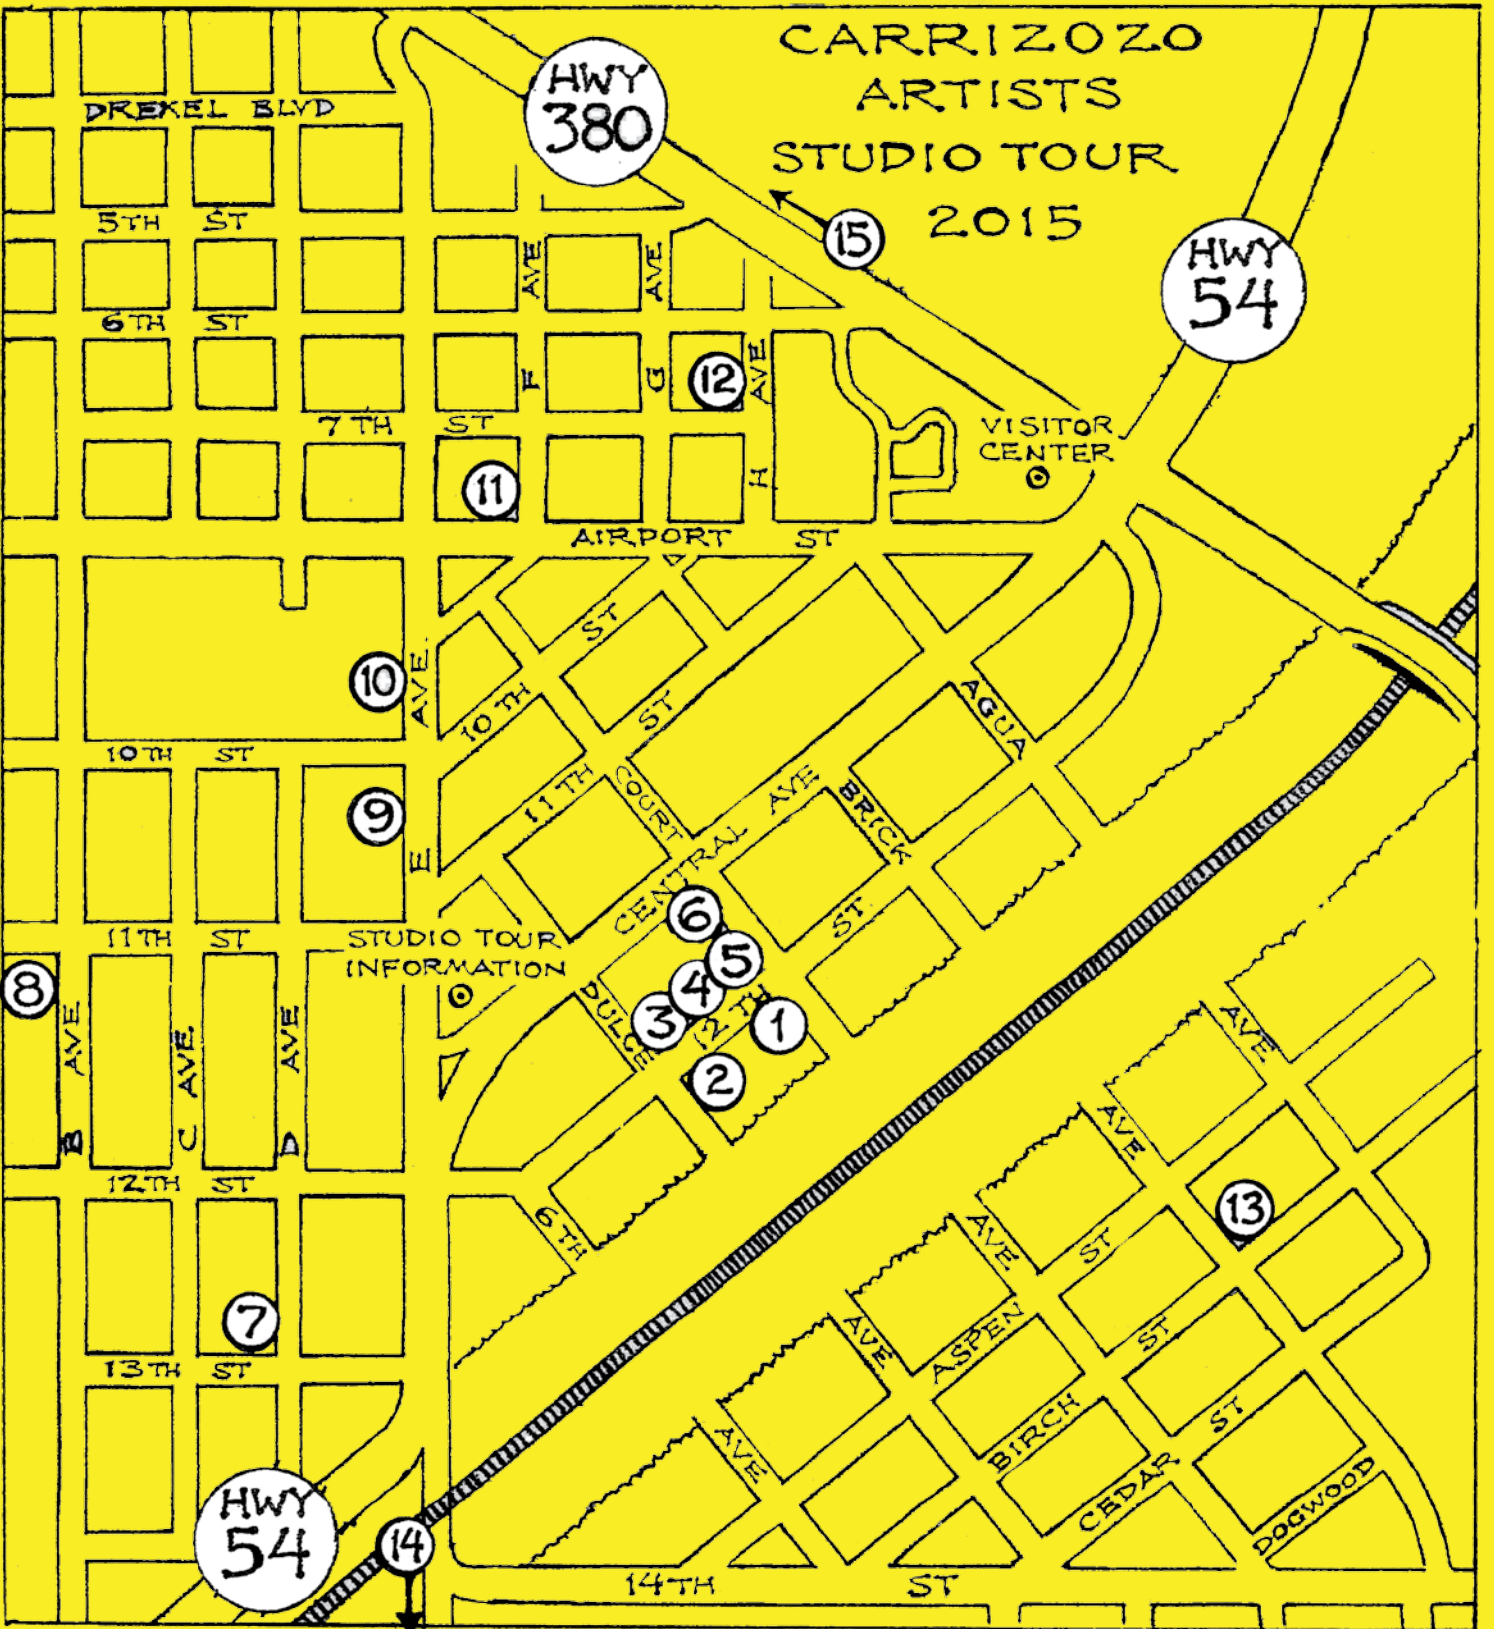 CARRIZOZO
ARTISTS
STUDIO TOUR
2015
HWY
380
DREXEL BLVD
15
5TH ST
HWY
54
AVE
AVE
6TH ST
F
G
12
AVE
7TH ST
VISITOR
CENTER
11
H
AIRPORT ST
ST
10
AVE
10TH
ST
AGUA
10TH ST
11TH
COURT
9
E
CENTRAL AVE
BRICK
6
ST
11TH ST
STUDIO TOUR
INFORMATION
5
8
4
DULCE
3
12TH
1
2
B AVE
C AVE
D AVE
AVE
AVE
12TH ST
6TH
13
AVE
ST
7
AVE
ASPEN
ST
13TH ST
AVE
BIRCH
ST
CEDAR
DOGWOOD
HWY
54
14
14TH ST